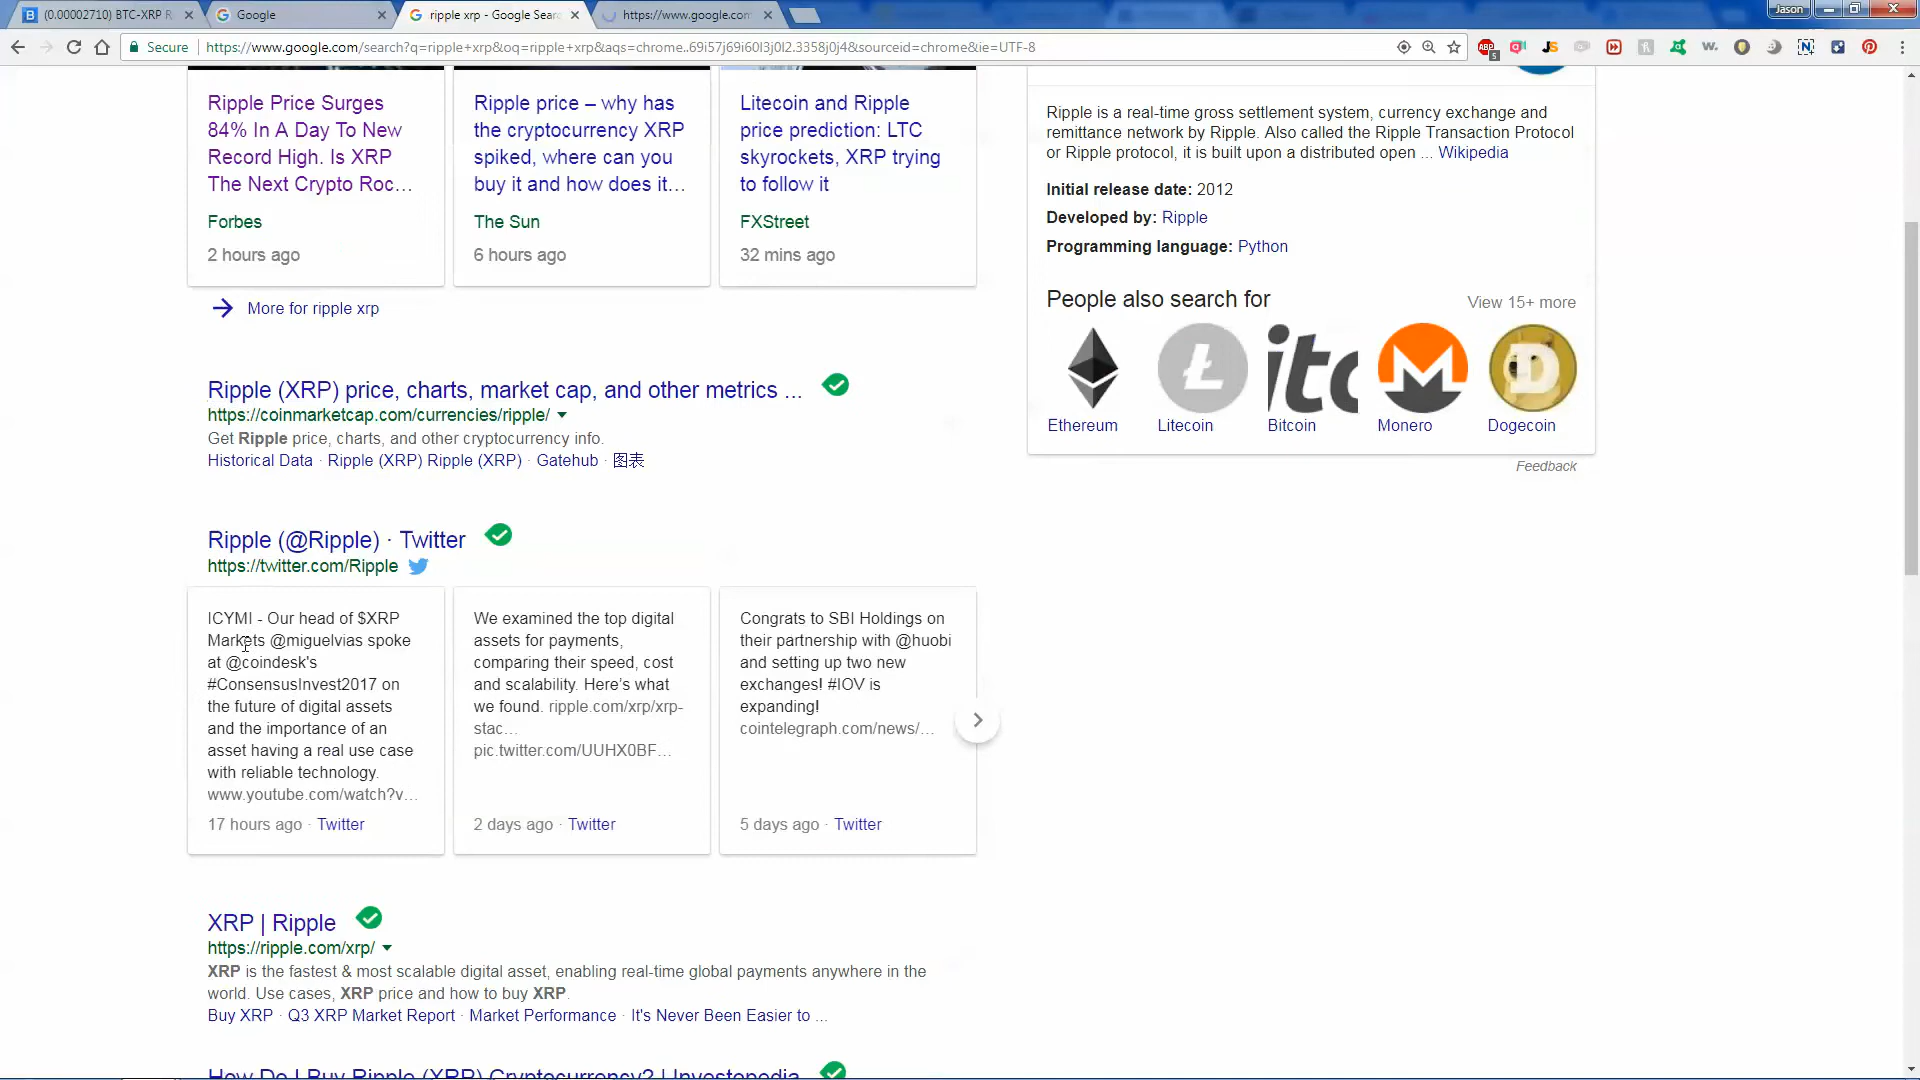 (0.00002710) BTC-XRP R
Google
ripple xrp - Google Sear
https://www.google.com
Jason
Secure
https://www.google.com/search?q=ripple+xrp&oq=ripple+xrp&aqs=chrome..69i57j69i60l3j0l2.3358j0j4&sourceid=chrome&ie=UTF-8
Ripple Price Surges
84% In A Day To New
Record High. Is XRP
The Next Crypto Roc...
Forbes
2 hours ago
Ripple price – why has
the cryptocurrency XRP
spiked, where can you
buy it and how does it...
The Sun
6 hours ago
Litecoin and Ripple
price prediction: LTC
skyrockets, XRP trying
to follow it
FXStreet
32 mins ago
More for ripple xrp
Ripple (XRP) price, charts, market cap, and other metrics ...
https://coinmarketcap.com/currencies/ripple/
Get Ripple price, charts, and other cryptocurrency info.
Historical Data · Ripple (XRP) Ripple (XRP) · Gatehub · 图表
Ripple (@Ripple) · Twitter
https://twitter.com/Ripple
ICYMI - Our head of $XRP
Markets @miguelvias spoke
at @coindesk's
#ConsensusInvest2017 on
the future of digital assets
and the importance of an
asset having a real use case
with reliable technology.
www.youtube.com/watch?v...
17 hours ago · Twitter
We examined the top digital
assets for payments,
comparing their speed, cost
and scalability. Here's what
we found. ripple.com/xrp/xrp-
stac...
pic.twitter.com/UUHX0BF...
2 days ago · Twitter
Congrats to SBI Holdings on
their partnership with @huobi
and setting up two new
exchanges! #IOV is
expanding!
cointelegraph.com/news/...
5 days ago · Twitter
XRP | Ripple
https://ripple.com/xrp/
XRP is the fastest & most scalable digital asset, enabling real-time global payments anywhere in the
world. Use cases, XRP price and how to buy XRP.
Buy XRP · Q3 XRP Market Report · Market Performance · It's Never Been Easier to ...
How Do I Buy Ripple (XRP) Cryptocurrency? | Investopedia
Ripple is a real-time gross settlement system, currency exchange and
remittance network by Ripple. Also called the Ripple Transaction Protocol
or Ripple protocol, it is built upon a distributed open ... Wikipedia
Initial release date: 2012
Developed by: Ripple
Programming language: Python
People also search for
View 15+ more
itc
Ethereum
Litecoin
Bitcoin
Monero
Dogecoin
Feedback